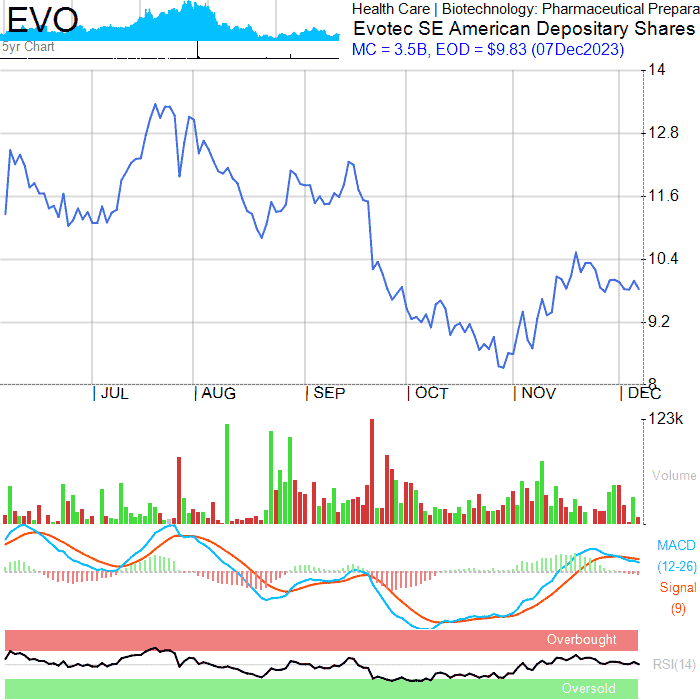 EVO
5yr Chart
Health Care | Biotechnology: Pharmaceutical Prepara
Evotec SE American Depositary Shares
MC = 3.5B, EOD = $9.83 (07Dec2023)
14
12.8
11.6
10.4
9.2
8
| JUL | AUG | SEP | OCT | NOV | DEC
123k
Volume
MACD
(12-26)
Signal
(9)
Overbought
RSI(14)
Oversold